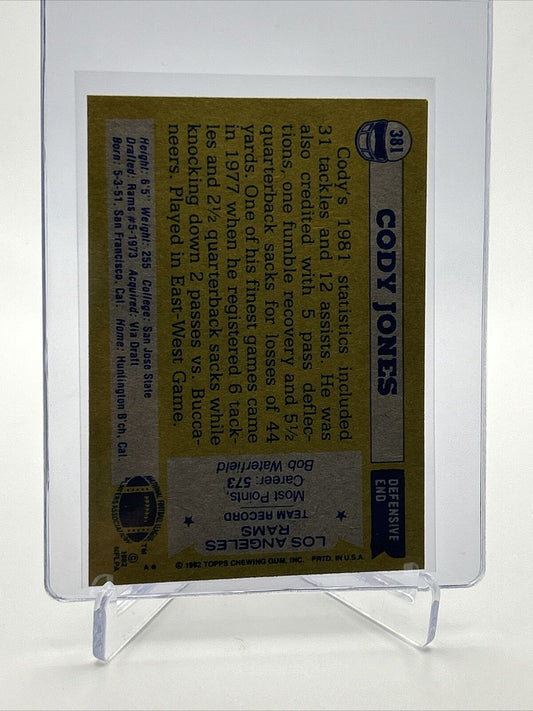 381
CODY JONES
DEFENSIVE
END
Cody's 1981 statistics included
31 tackles and 12 assists. He was
also credited with 5 pass deflec-
tions, one fumble recovery and 5½
quarterback sacks for losses of 44
yards. One of his finest games came
in 1977 when he registered 6 tack-
les and 2½ quarterback sacks while
knocking down 2 passes vs. Bucca-
neers. Played in East-West Game.
LOS ANGELES
RAMS
TEAM RECORD
Most Points,
Career: 573
Bob Waterfield
Height: 6'5" Weight: 255 College: San Jose State
Drafted: Rams #5-1973 Acquired: Via Draft
Born: 5-3-51, San Francisco, Cal. Home: Huntington B'ch, Cal.
TM
©
1982
NFLPA
A
© 1982 TOPPS CHEWING GUM, INC. PRTD. IN U.S.A.